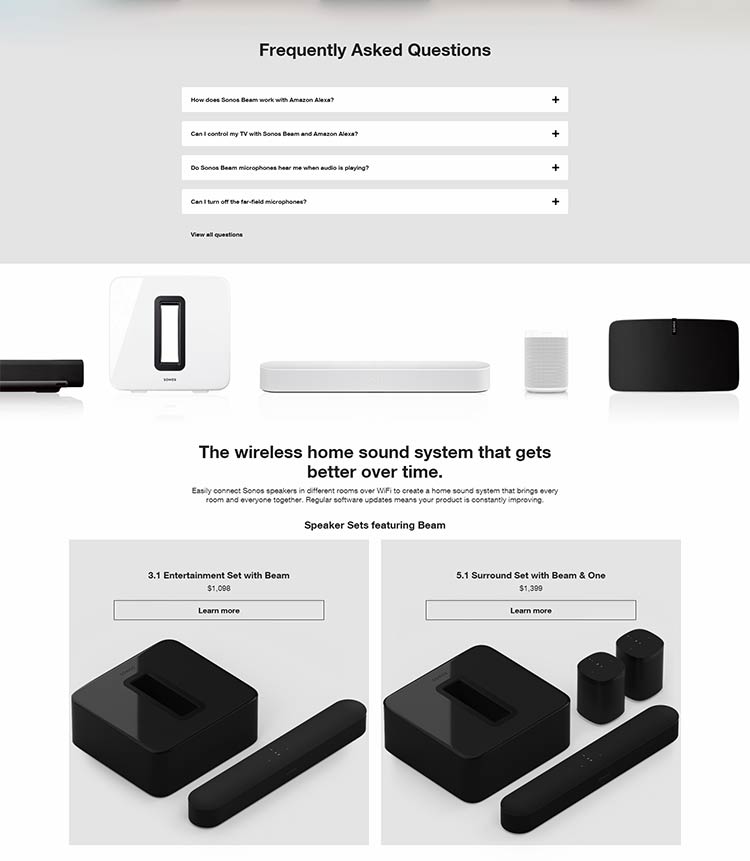 Frequently Asked Questions
How does Sonos Beam work with Amazon Alexa?
Can I control my TV with Sonos Beam and Amazon Alexa?
Do Sonos Beam microphones hear me when audio is playing?
Can I turn off the far-field microphones?
View all questions
SONOS
SONOS
The wireless home sound system that gets
better over time.
Easily connect Sonos speakers in different rooms over WiFi to create a home sound system that brings every
room and everyone together. Regular software updates means your product is constantly improving.
Speaker Sets featuring Beam
3.1 Entertainment Set with Beam
$1,098
Learn more
5.1 Surround Set with Beam & One
$1,399
Learn more
SONOS
SONOS